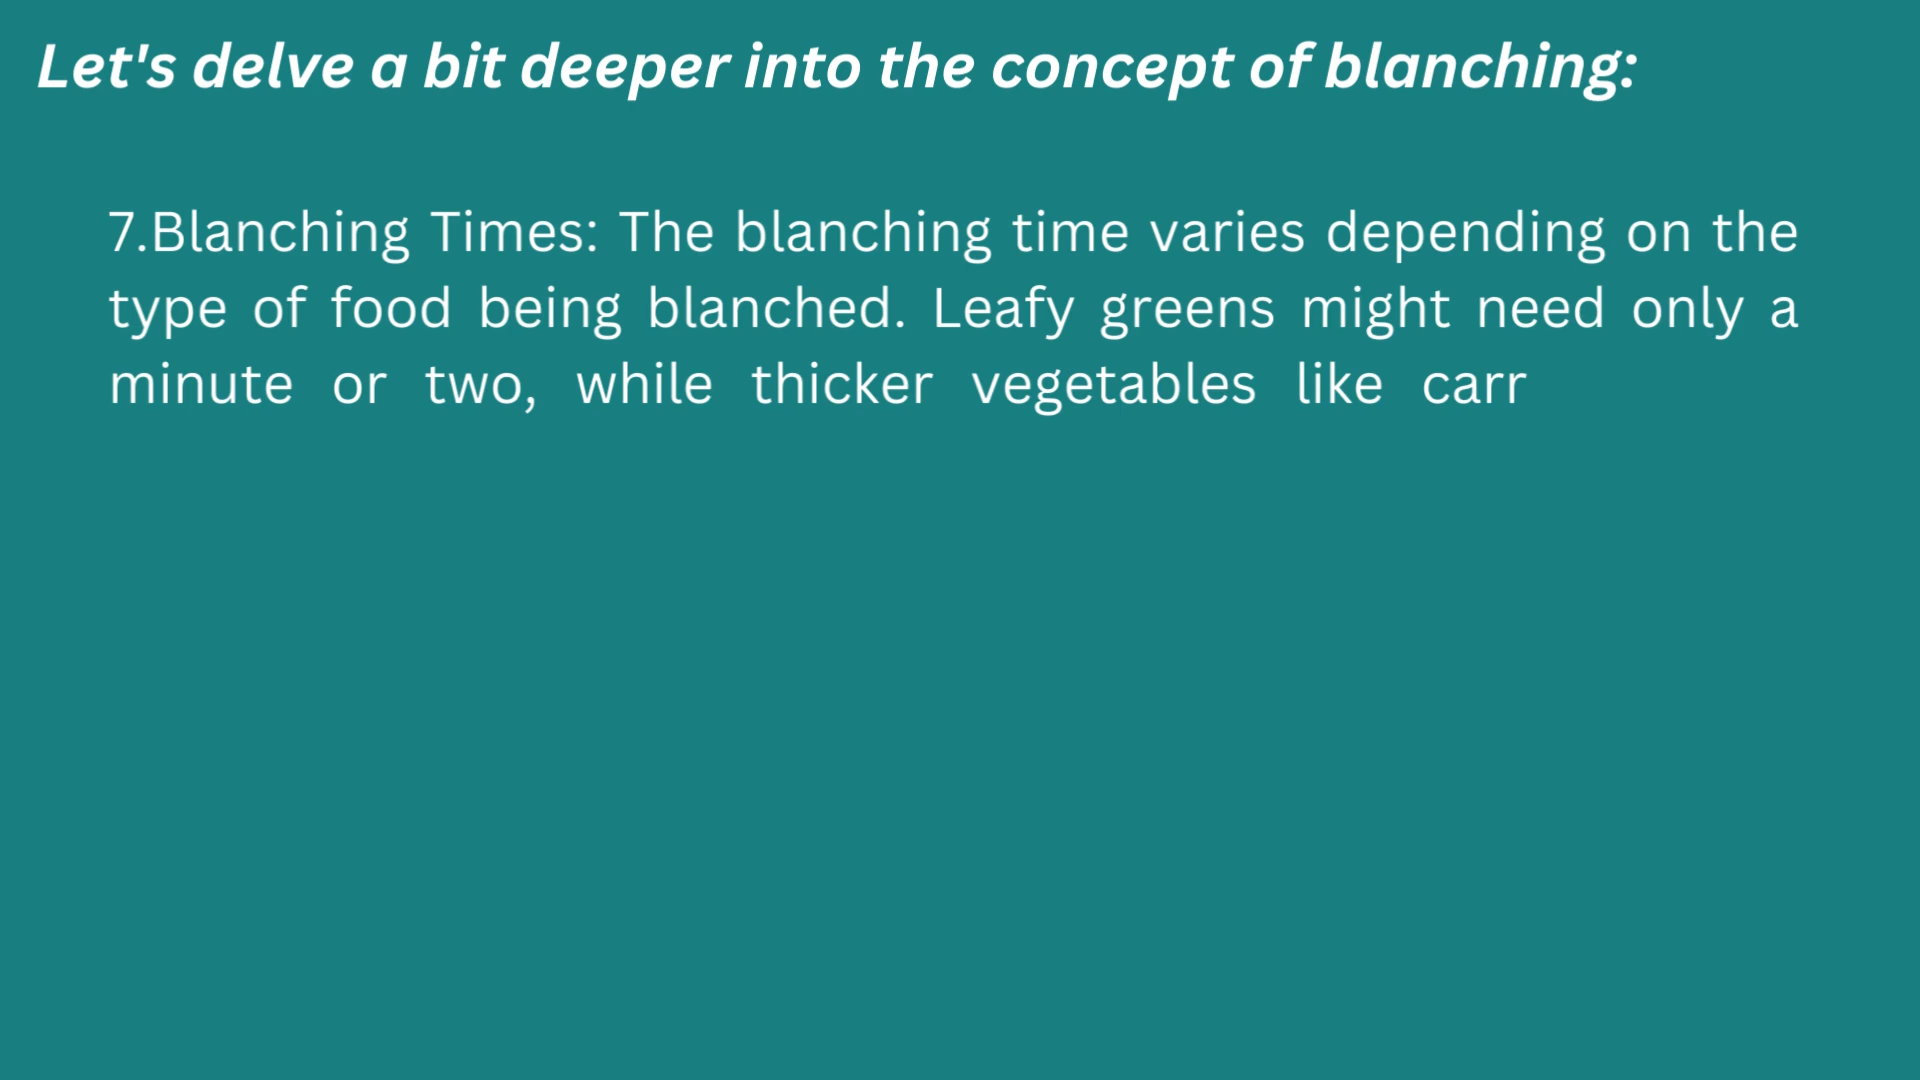 Let's delve a bit deeper into the concept of blanching:
7.Blanching Times: The blanching time varies depending on the
type of food being blanched. Leafy greens might need only a
minute or two, while thicker vegetables like carr